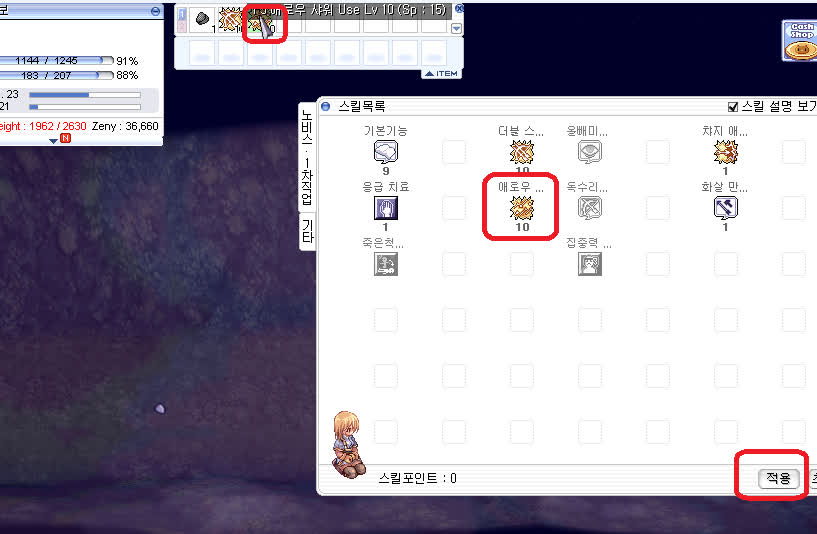 보
애로우 샤워 Use Lv 10 (Sp : 15)
1144 / 1245 91%
183 / 207 88%
. 23
21
eight : 1962 / 2630 Zeny : 36,660
N
1
ITEM
Cash Shop
스킬목록
스킬 설명 보기
노비스
1차직업
기타
기본기능
더블 스...
올빼미...
챠지 애...
9
10
1
응급 치료
애로우 ...
독수리...
화살 만...
1
10
1
죽은척...
집중력 ...
스킬포인트 : 0
적용